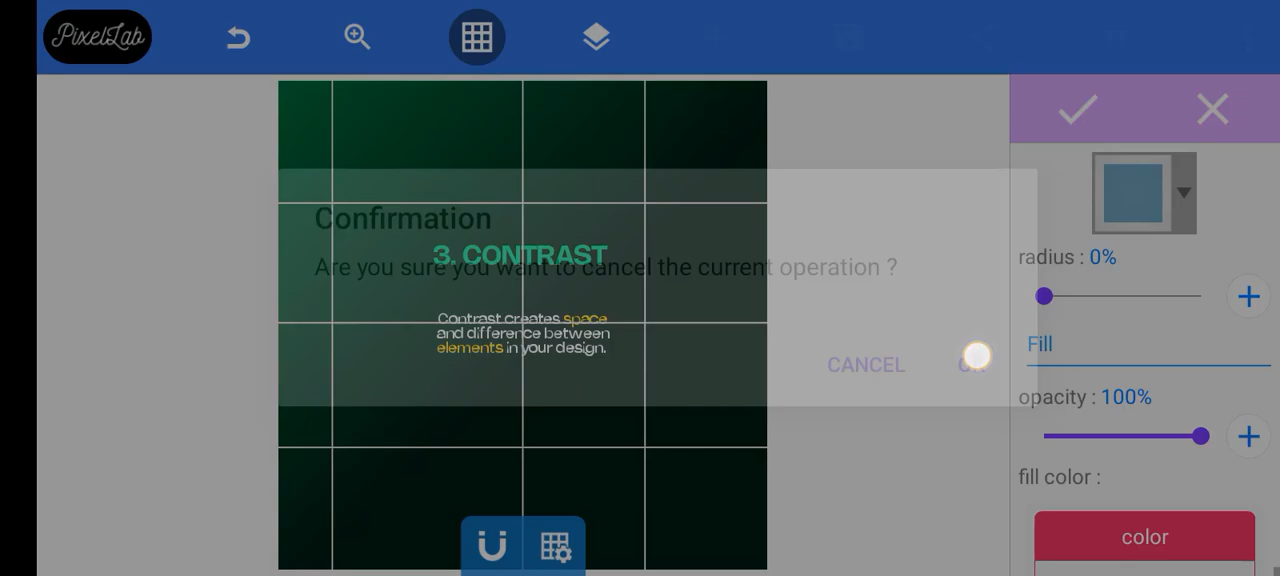 PixelLab
Confirmation
3. CONTRAST
Are you sure you want to cancel the current operation ?
radius : 0%
Contrast creates space
and difference between
elements in your design.
Fill
CANCEL
opacity : 100%
fill color :
color